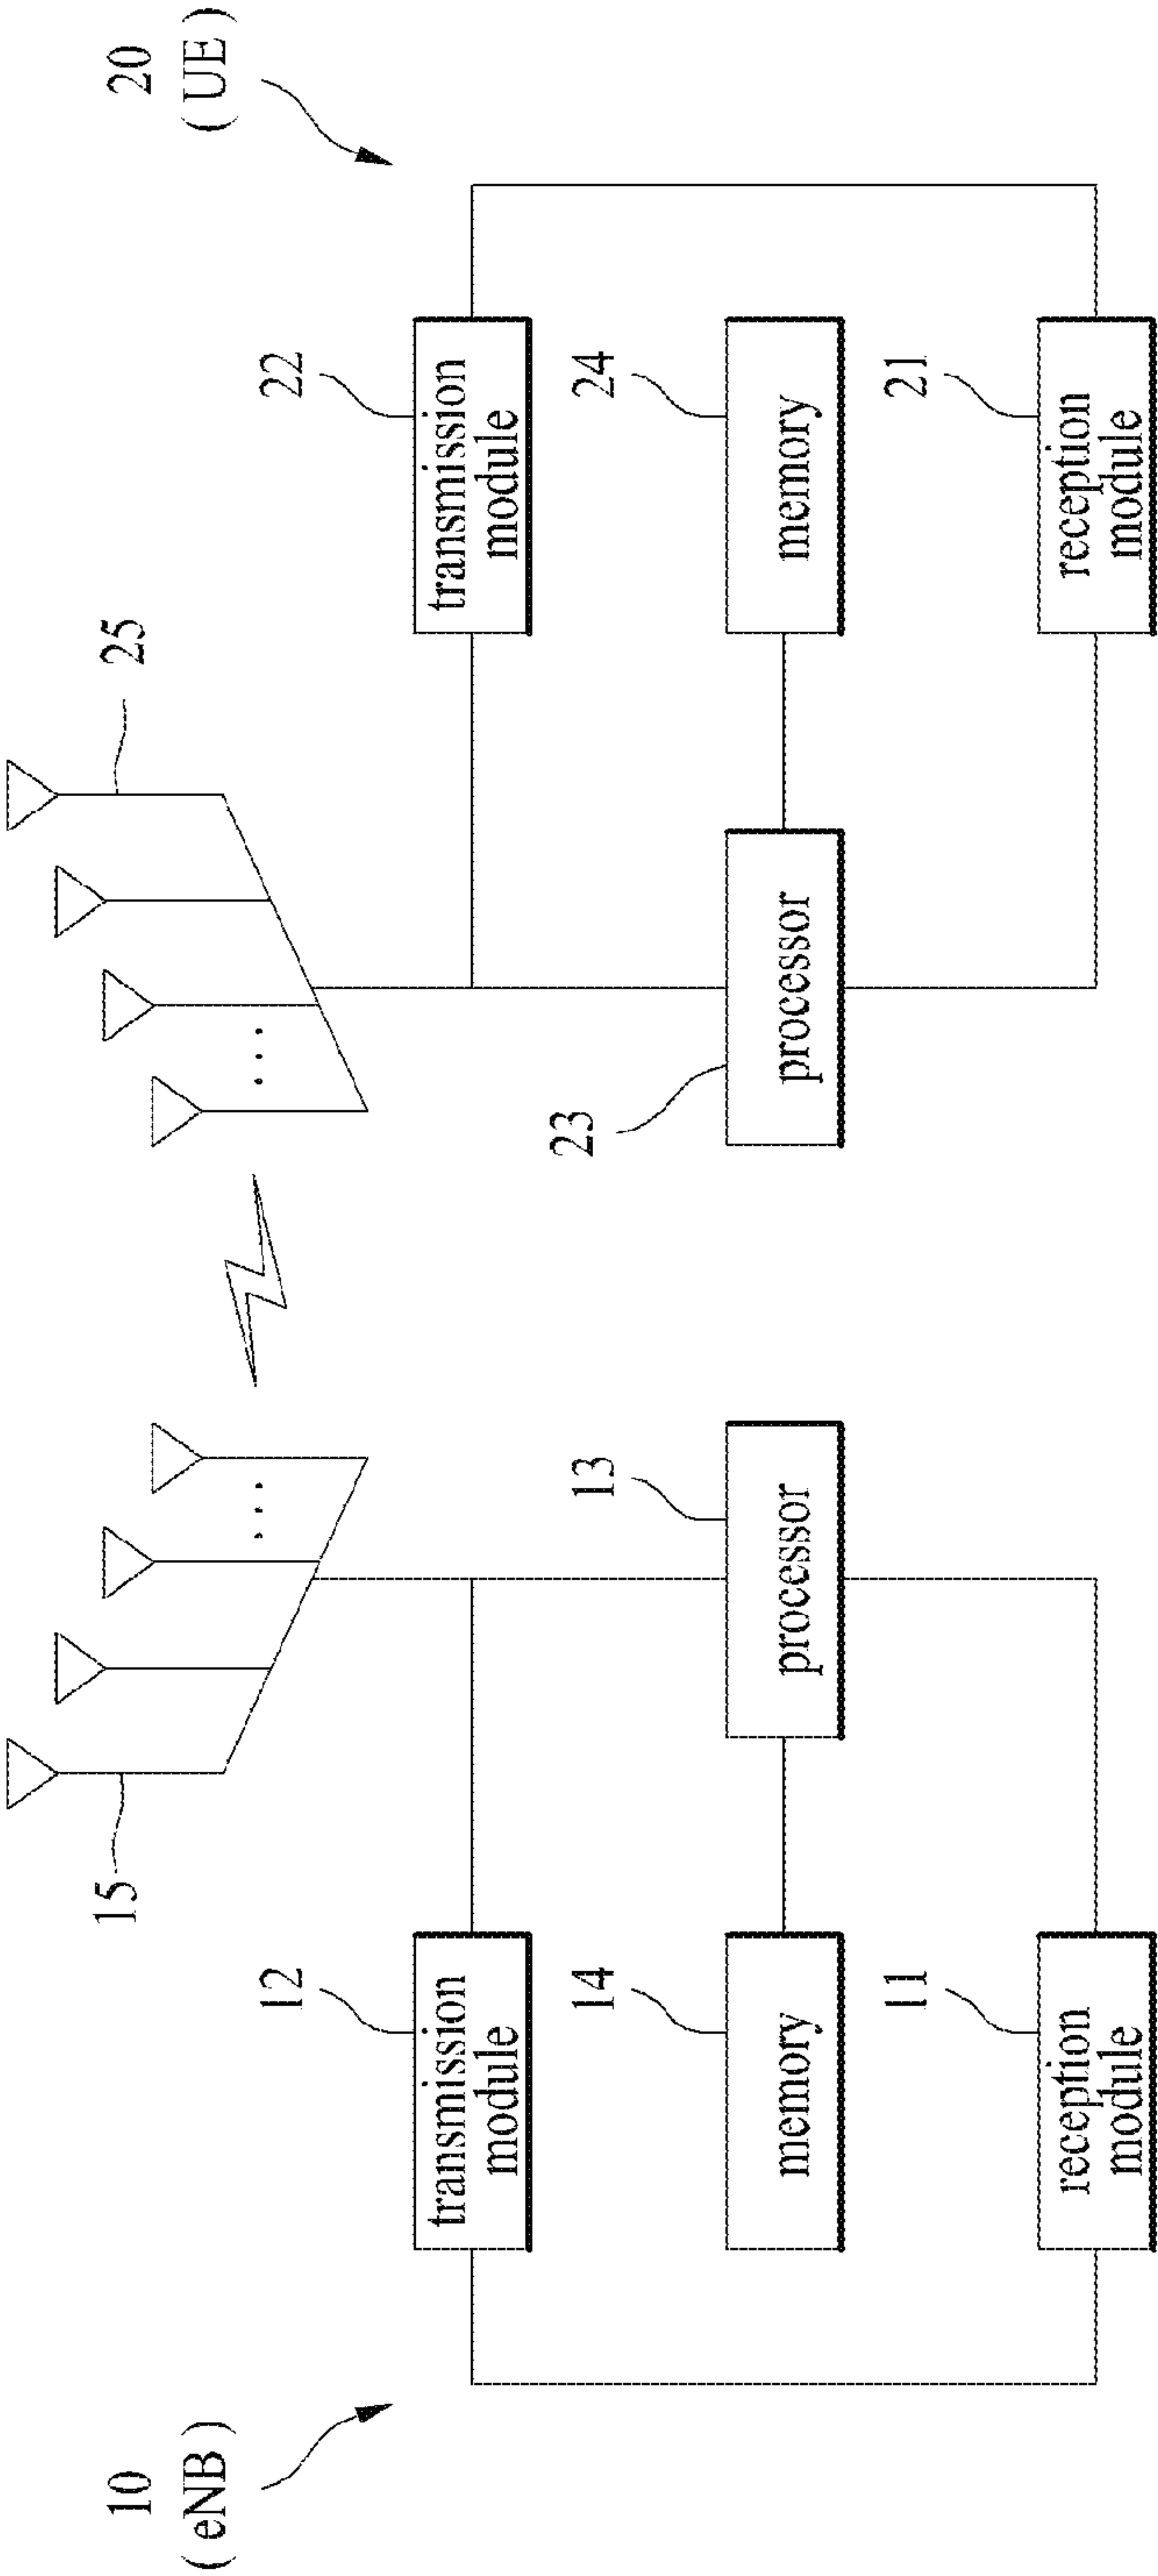 10
( eNB )
15
12
transmission
module
14
memory
13
processor
11
reception
module
20
( UE )
25
22
transmission
module
23
processor
24
memory
21
reception
module